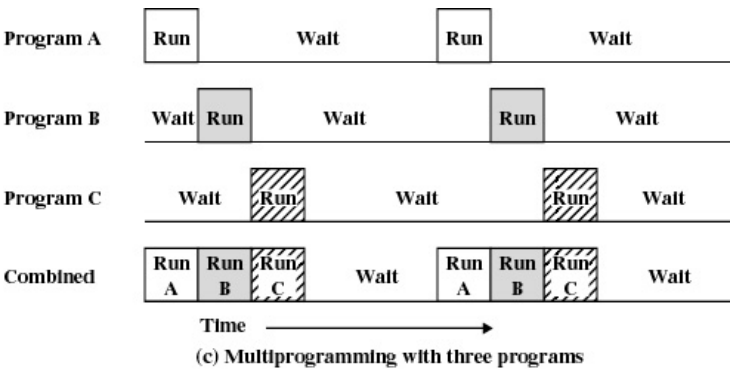 Program A Run Wait Run Wait
Program B Wait Run Wait Run Wait
Program C Wait Run Wait Run Wait
Combined Run A Run B Run C Wait Run A Run B Run C Wait
Time
(c) Multiprogramming with three programs